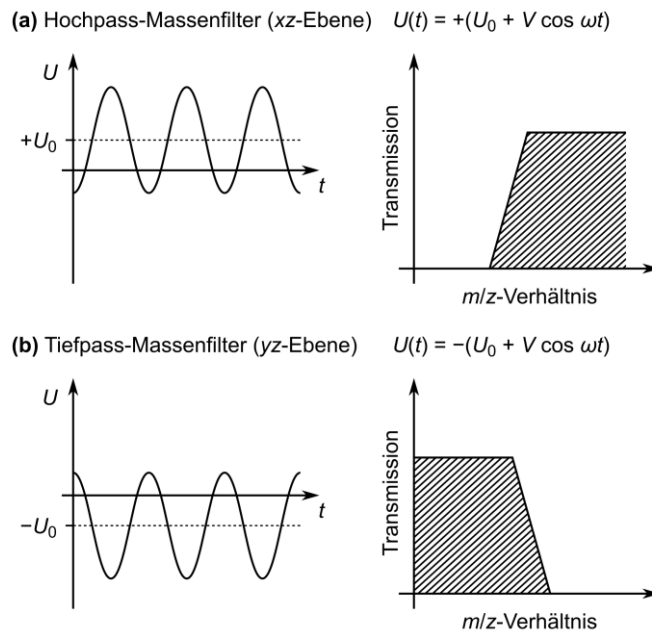 (a) Hochpass-Massenfilter (xz-Ebene) U(t) = +(U₀ + V cos ωt)
U
+U₀
t
Transmission
m/z-Verhältnis
(b) Tiefpass-Massenfilter (yz-Ebene) U(t) = −(U₀ + V cos ωt)
U
−U₀
t
Transmission
m/z-Verhältnis